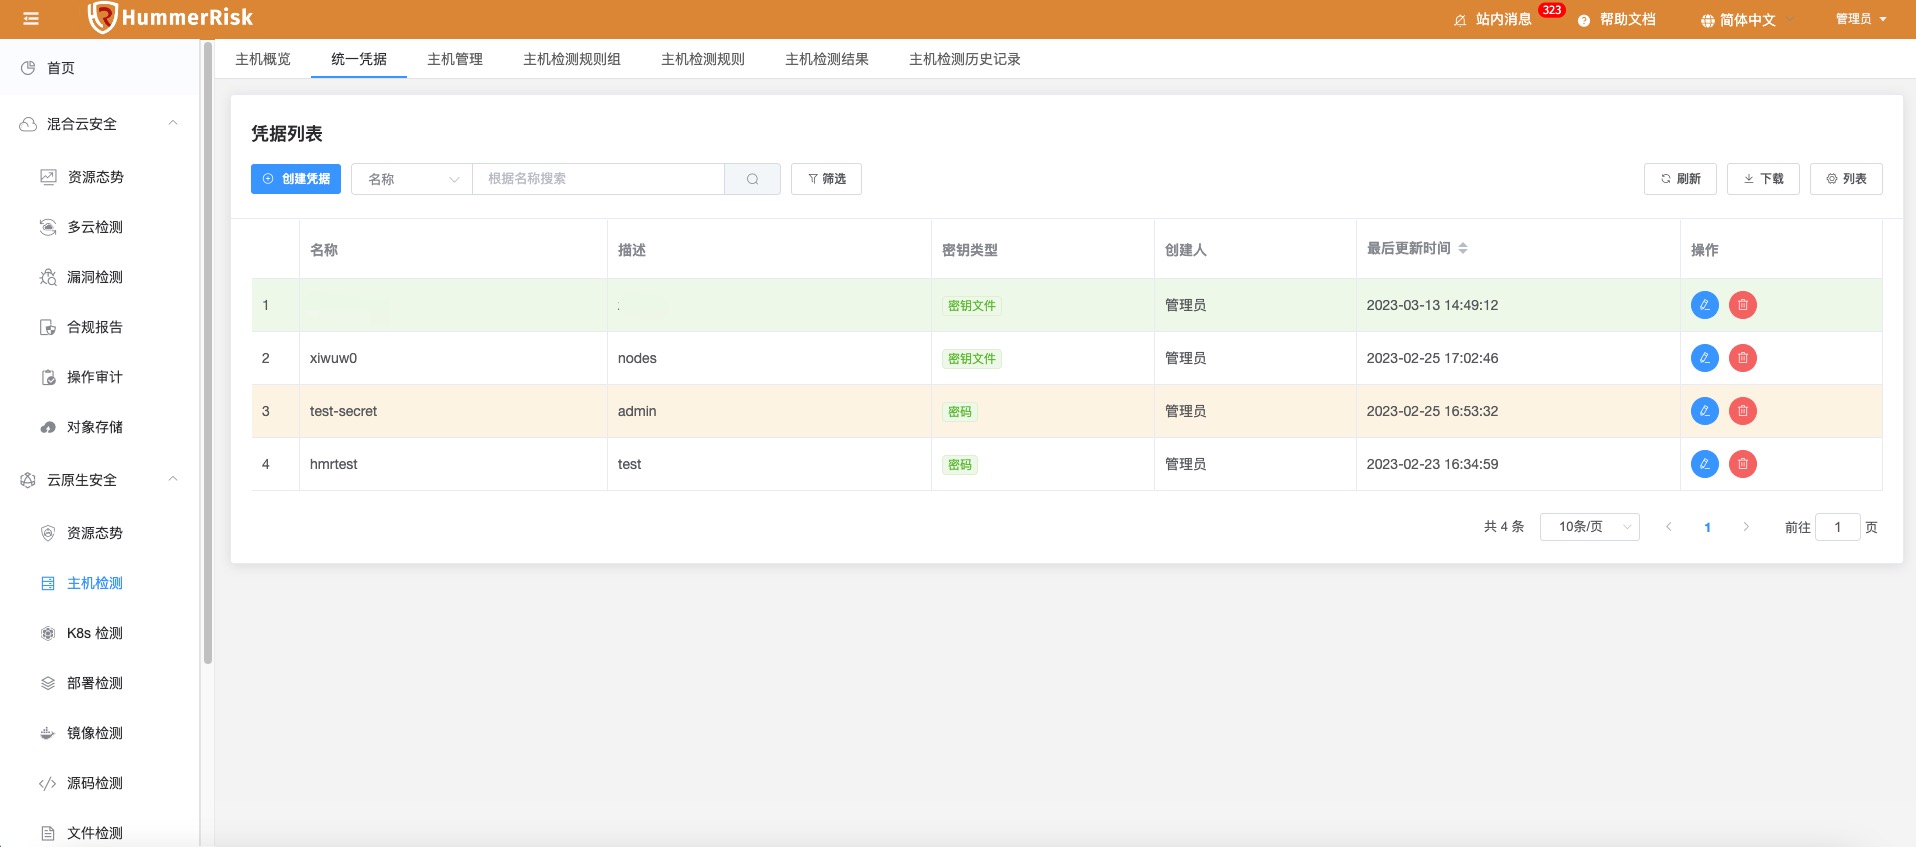 HummerRisk
站内消息 323 帮助文档 简体中文 管理员
主机概览 统一凭据 主机管理 主机检测规则组 主机检测规则 主机检测结果 主机检测历史记录
首页
混合云安全
资源态势
多云检测
漏洞检测
合规报告
操作审计
对象存储
云原生安全
资源态势
主机检测
K8s 检测
部署检测
镜像检测
源码检测
文件检测
凭据列表
创建凭据 名称 根据名称搜索 筛选 刷新 下载 列表
名称 描述 密钥类型 创建人 最后更新时间 操作
1 密钥文件 管理员 2023-03-13 14:49:12
2 xiwuw0 nodes 密钥文件 管理员 2023-02-25 17:02:46
3 test-secret admin 密码 管理员 2023-02-25 16:53:32
4 hmrtest test 密码 管理员 2023-02-23 16:34:59
共 4 条 10条/页 1 前往 1 页